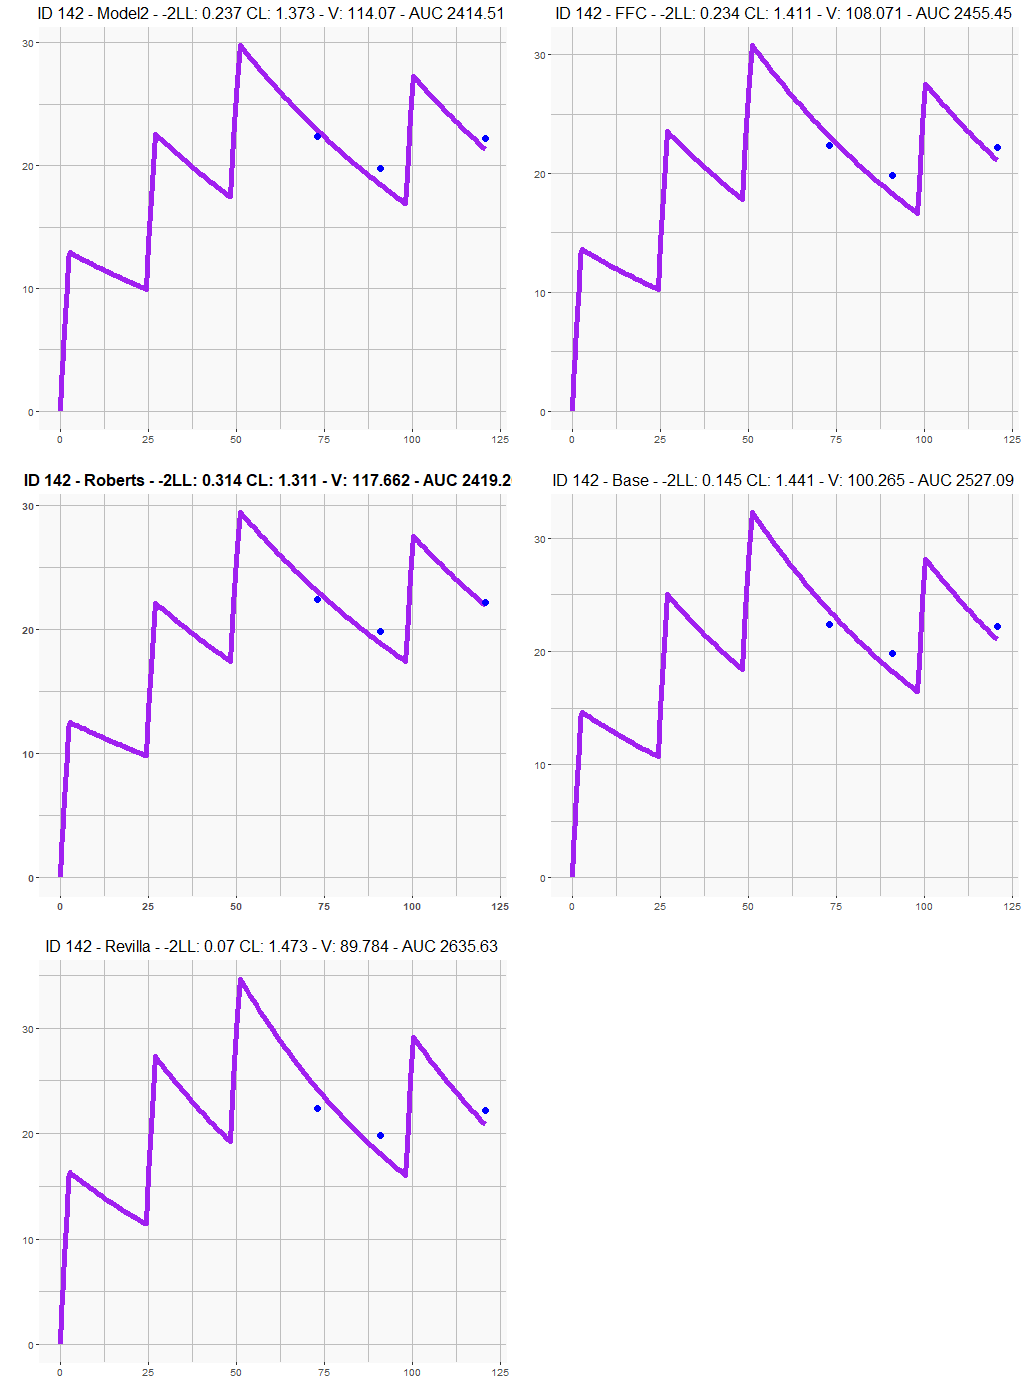 ID 142 - Model2 - -2LL: 0.237 CL: 1.373 - V: 114.07 - AUC 2414.51
30
20
10
0
0 25 50 75 100 125
ID 142 - FFC - -2LL: 0.234 CL: 1.411 - V: 108.071 - AUC 2455.45
30
20
10
0
0 25 50 75 100 125
ID 142 - Roberts - -2LL: 0.314 CL: 1.311 - V: 117.662 - AUC 2419.2
30
20
10
0
0 25 50 75 100 125
ID 142 - Base - -2LL: 0.145 CL: 1.441 - V: 100.265 - AUC 2527.09
30
20
10
0
0 25 50 75 100 125
ID 142 - Revilla - -2LL: 0.07 CL: 1.473 - V: 89.784 - AUC 2635.63
30
20
10
0
0 25 50 75 100 125